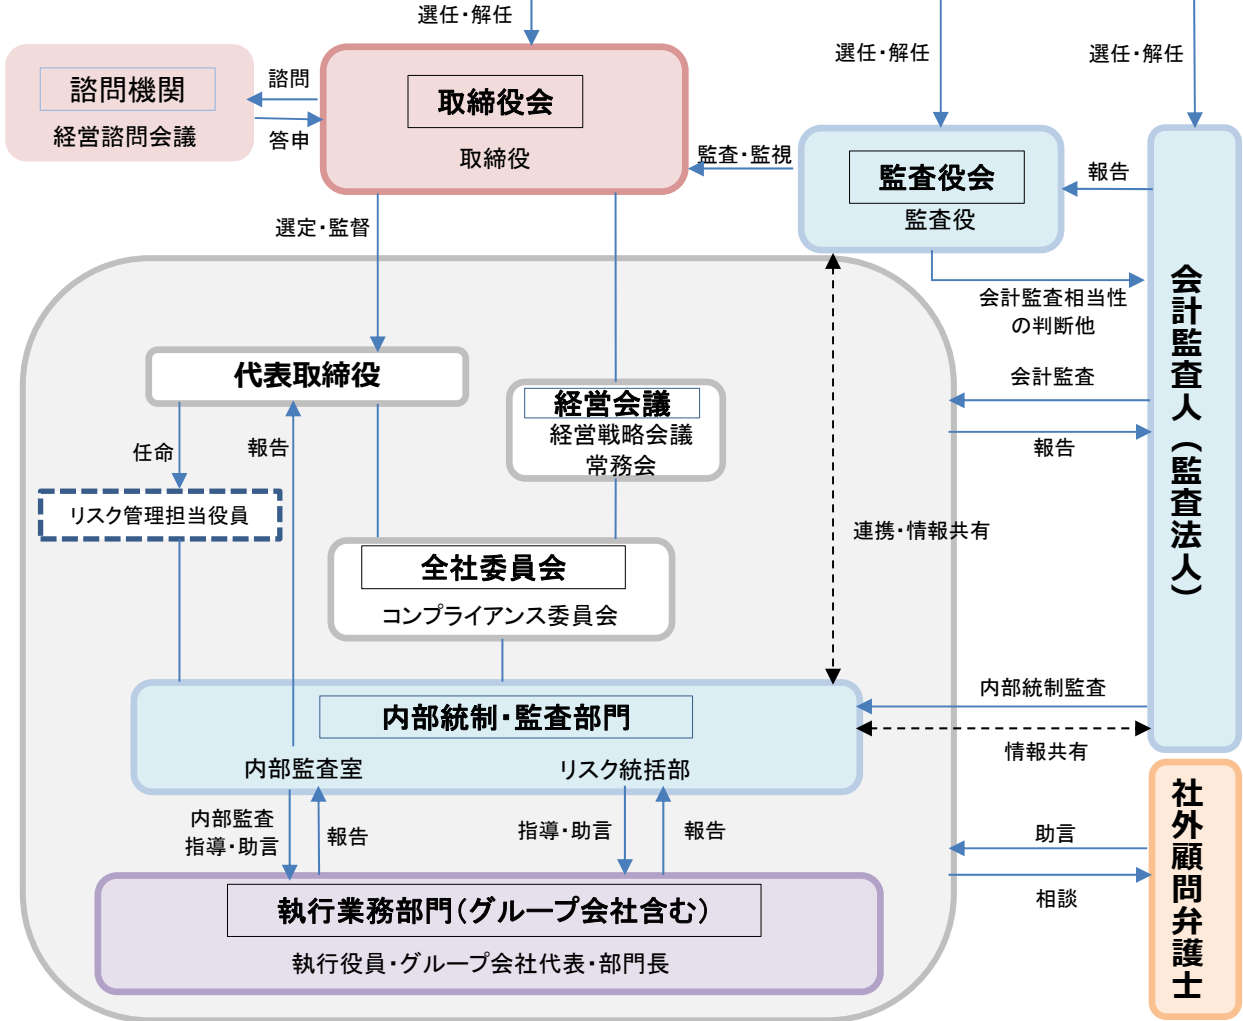 選任・解任
選任・解任
選任・解任
諮問機関
経営諮問会議
諮問
答申
取締役会
取締役
監査・監視
監査役会
監査役
報告
選定・監督
会計監査相当性
の判断他
会計監査人（監査法人）
代表取締役
会計監査
経営会議
経営戦略会議
常務会
任命
報告
報告
リスク管理担当役員
連携・情報共有
全社委員会
コンプライアンス委員会
内部統制監査
内部統制・監査部門
情報共有
内部監査室
リスク統括部
内部監査
指導・助言
報告
指導・助言
報告
助言
相談
社外顧問弁護士
執行業務部門（グループ会社含む）
執行役員・グループ会社代表・部門長